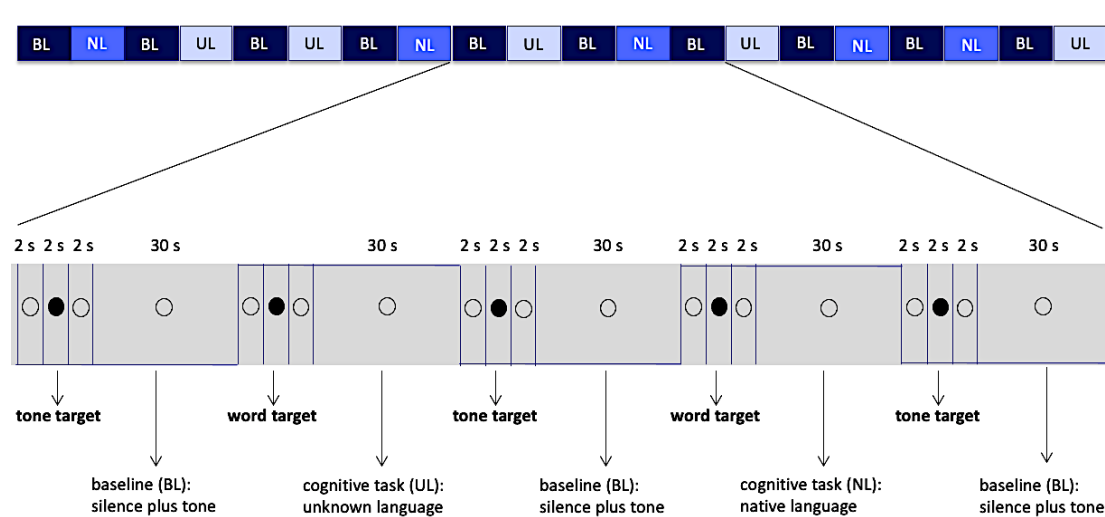 BL NL BL UL BL UL BL NL BL UL BL NL BL UL BL NL BL NL BL UL
2 s 2 s 2 s 30 s 2 s 2 s 2 s 30 s 2 s 2 s 2 s 30 s 2 s 2 s 2 s 30 s 2 s 2 s 2 s 30 s
tone target word target tone target word target tone target
baseline (BL): cognitive task (UL): baseline (BL): cognitive task (NL): baseline (BL):
silence plus tone unknown language silence plus tone native language silence plus tone